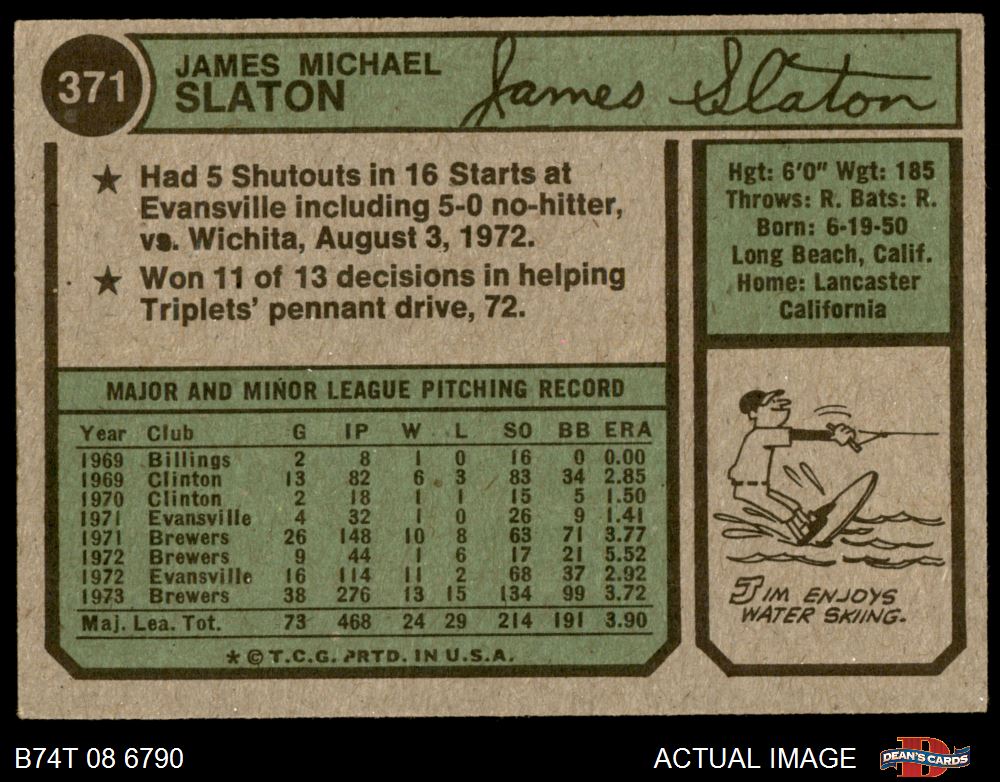 371
JAMES MICHAEL
SLATON
James Slaton
★ Had 5 Shutouts in 16 Starts at
Evansville including 5-0 no-hitter,
vs. Wichita, August 3, 1972.
★ Won 11 of 13 decisions in helping
Triplets' pennant drive, 72.
Hgt: 6'0" Wgt: 185
Throws: R. Bats: R.
Born: 6-19-50
Long Beach, Calif.
Home: Lancaster
California
MAJOR AND MINOR LEAGUE PITCHING RECORD
Year Club G IP W L SO BB ERA
1969 Billings 2 8 1 0 16 0 0.00
1969 Clinton 13 82 6 3 83 34 2.85
1970 Clinton 2 18 1 1 15 5 1.50
1971 Evansville 4 32 1 0 26 9 1.41
1971 Brewers 26 148 10 8 63 71 3.77
1972 Brewers 9 44 1 6 17 21 5.52
1972 Evansville 16 114 11 2 68 37 2.92
1973 Brewers 38 276 13 15 134 99 3.72
Maj. Lea. Tot. 73 468 24 29 214 191 3.90
* © T.C.G. PRTD. IN U.S.A.
JIM ENJOYS
WATER SKIING.
B74T 08 6790
ACTUAL IMAGE
DEAN'S CARDS